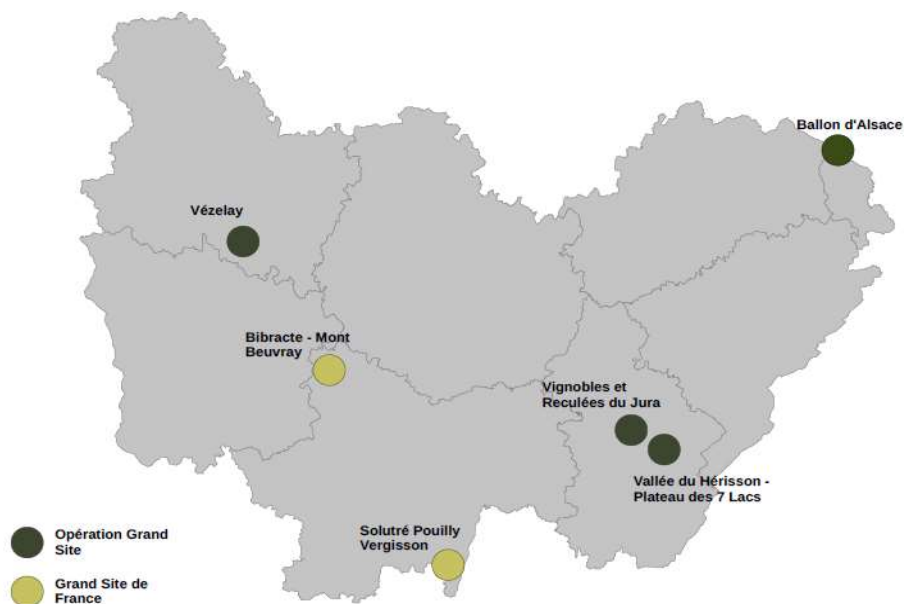 Ballon d'Alsace
Vézelay
Bibracte - Mont
Beuvray
Vignobles et
Reculées du Jura
Vallée du Hérisson -
Plateau des 7 Lacs
Solutré Pouilly
Vergisson
Opération Grand
Site
Grand Site de
France